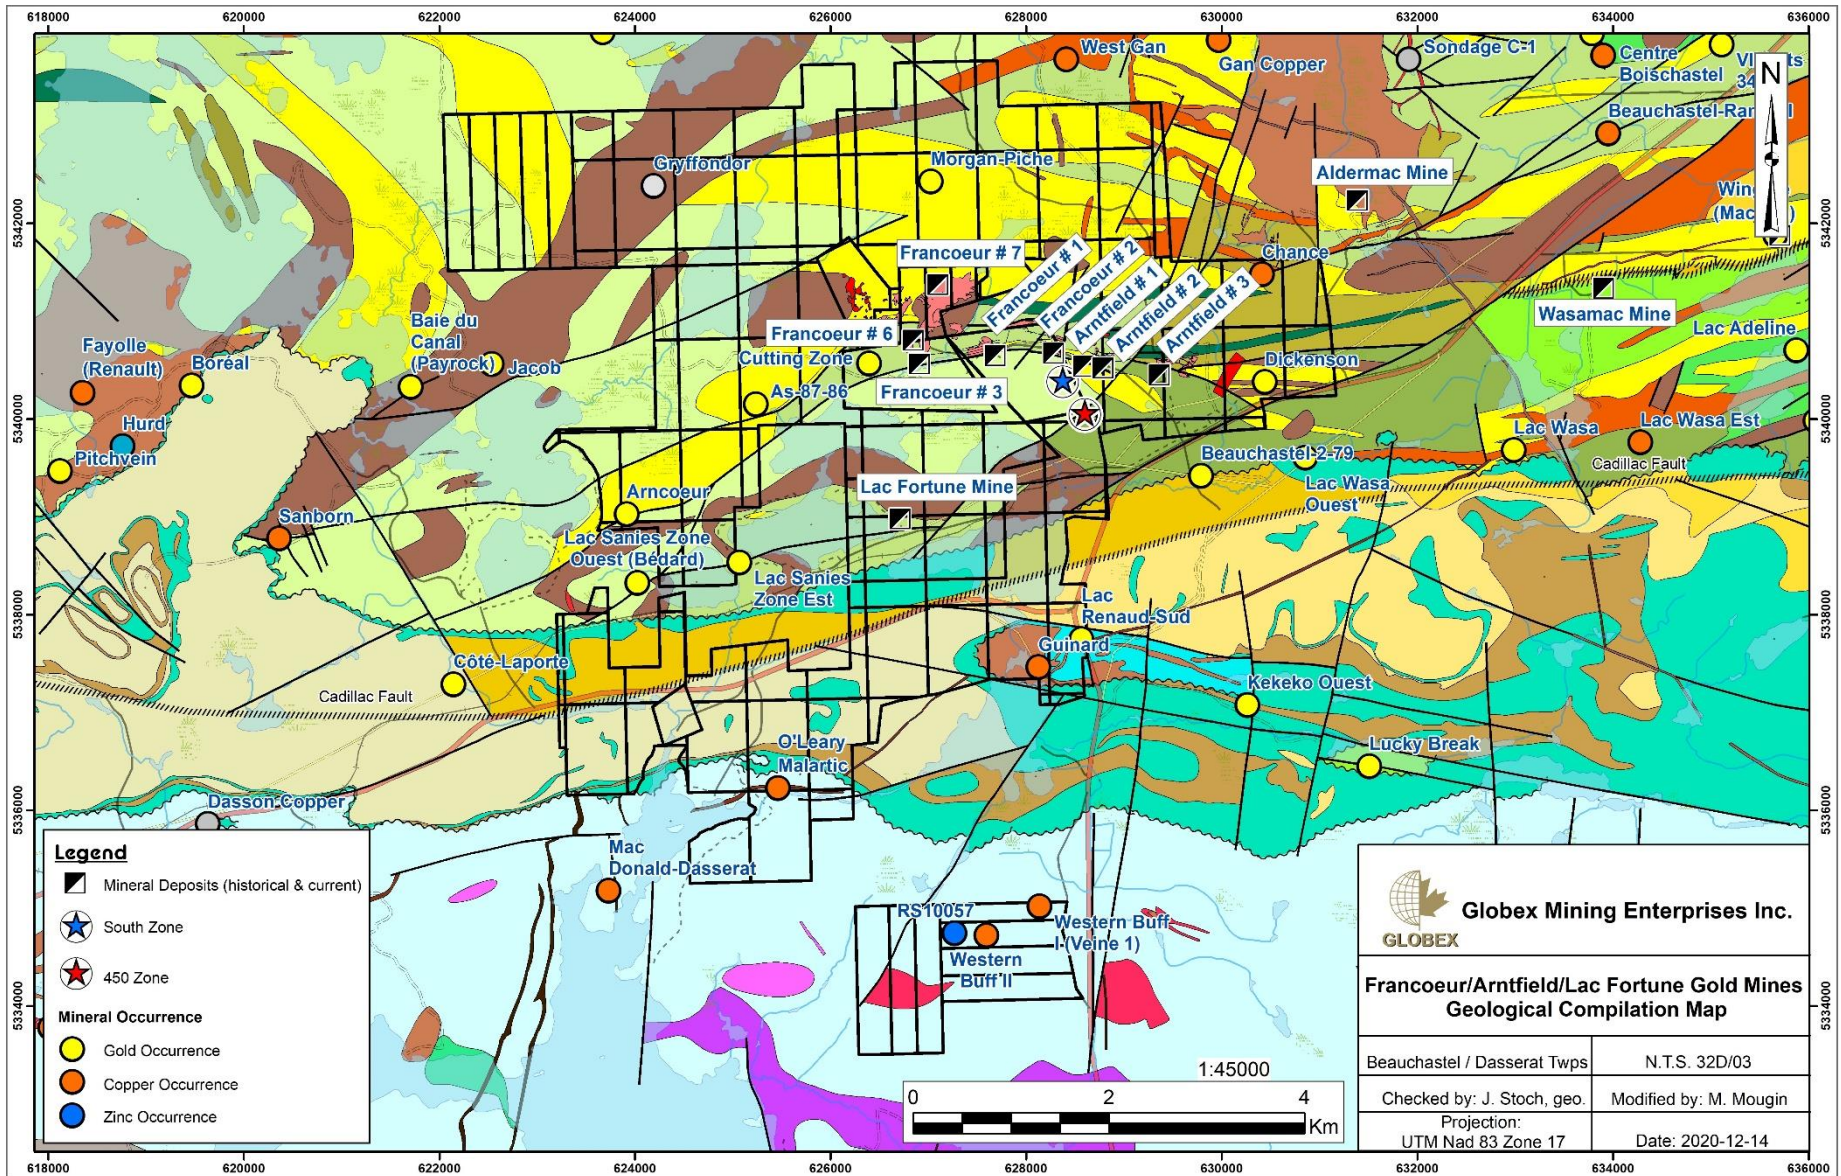 618000 620000 622000 624000 626000 628000 630000 632000 634000 636000
5342000
5340000
5338000
5336000
5334000
5342000
5340000
5338000
5336000
5334000
N
West Gan
Gan Copper
Sondage C-1
Centre
Boischastel
Gryffondor
Morgan-Piche
Aldermac Mine
Francoeur # 7
Francoeur # 1
Francoeur # 2
Arntfield # 1
Arntfield # 2
Arntfield # 3
Chance
Wasamac Mine
Lac Adeline
Fayolle
(Renault)
Boreal
Baie du
Canal
(Payrock)
Jacob
Francoeur # 6
Cutting Zone
As-87-86
Francoeur # 3
Dickenson
Hurd
Pitchvein
Lac Wasa
Lac Wasa Est
Cadillac Fault
Beauchastel 2-79
Lac Wasa
Ouest
Lac Fortune Mine
Arncoeur
Sanborn
Lac Sanies Zone
Ouest (Bédard)
Lac Sanies
Zone Est
Lac
Renaud-Sud
Guinard
Côté-Laporte
Cadillac Fault
Kekeko Ouest
O'Leary
Malartic
Lucky Break
Dasson Copper
Mac
Donald-Dasserat
RS10057
Western Buff
I (Veine 1)
Western
Buff II
Legend
Mineral Deposits (historical & current)
South Zone
450 Zone
Mineral Occurrence
Gold Occurrence
Copper Occurrence
Zinc Occurrence
1:45000
0 2 4
Km
GLOBEX
Globex Mining Enterprises Inc.
Francoeur/Arntfield/Lac Fortune Gold Mines
Geological Compilation Map
Beauchastel / Dasserat Twps
N.T.S. 32D/03
Checked by: J. Stoch, geo.
Modified by: M. Mougin
Projection:
UTM Nad 83 Zone 17
Date: 2020-12-14
618000 620000 622000 624000 626000 628000 630000 632000 634000 636000